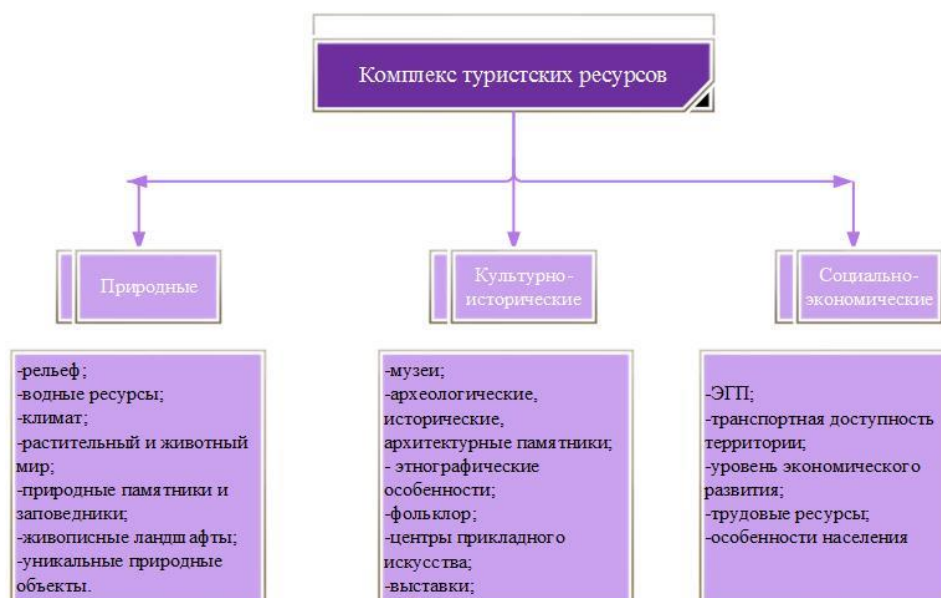 Комплекс туристских ресурсов
Природные
Культурно-
исторические
Социально-
экономические
-рельеф;
-водные ресурсы;
-климат;
-растительный и животный
мир;
-природные памятники и
заповедники;
-живописные ландшафты;
-уникальные природные
объекты.
-музеи;
-археологические,
исторические,
архитектурные памятники;
- этнографические
особенности;
-фольклор;
-центры прикладного
искусства;
-выставки;
-ЭГП;
-транспортная доступность
территории;
-уровень экономического
развития;
-трудовые ресурсы;
-особенности населения